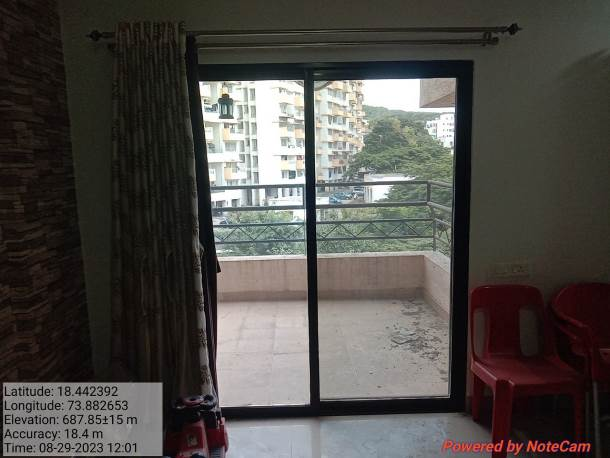 Latitude: 18.442392
Longitude: 73.882653
Elevation: 687.85±15 m
Accuracy: 18.4 m
Time: 08-29-2023 12:01
Powered by NoteCam